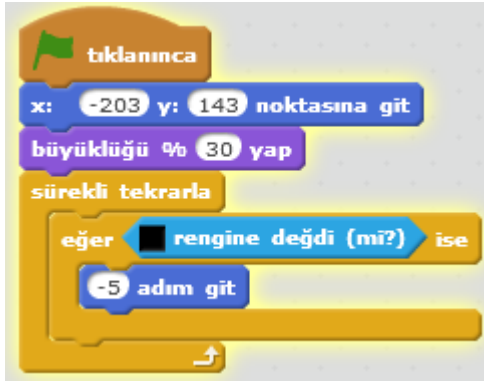 tıklanınca
x: -203 y: 143 noktasına git
büyüklüğü % 30 yap
sürekli tekrarla
eğer rengine değdi (mi?) ise
-5 adım git